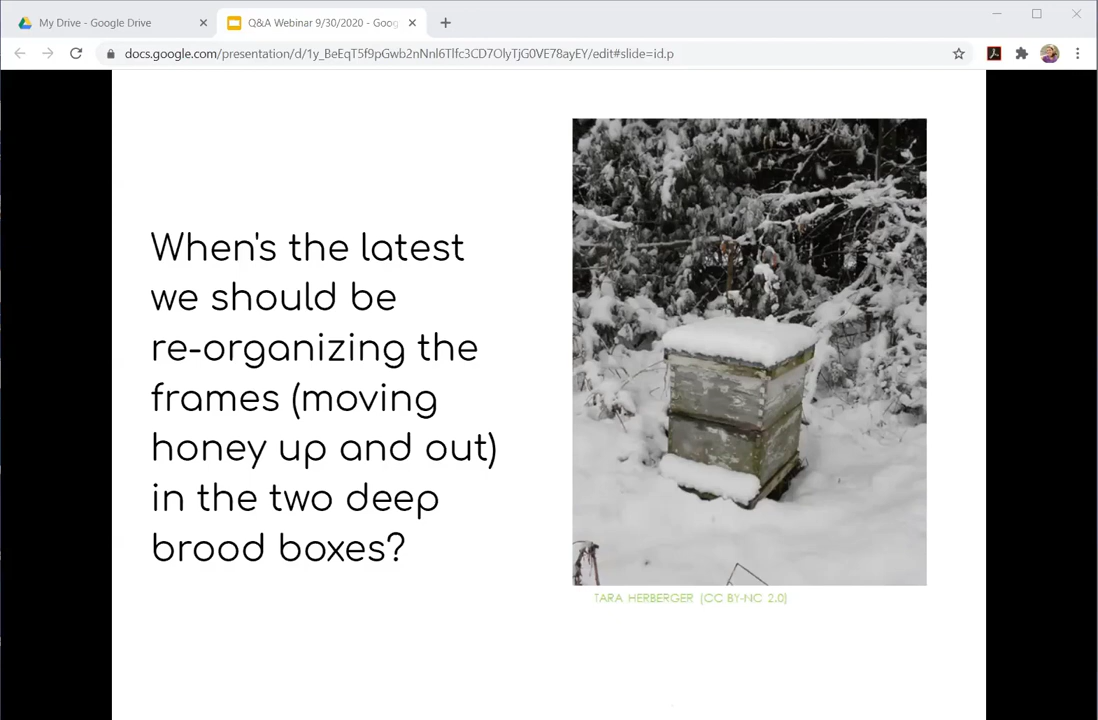 My Drive - Google Drive
Q&A Webinar 9/30/2020 - Goog
docs.google.com/presentation/d/1y_BeEqT5f9pGwb2nNnl6Tlfc3CD7OlyTjG0VE78ayEY/edit#slide=id.p
When's the latest
we should be
re-organizing the
frames (moving
honey up and out)
in the two deep
brood boxes?
TARA HERBERGER (CC BY-NC 2.0)